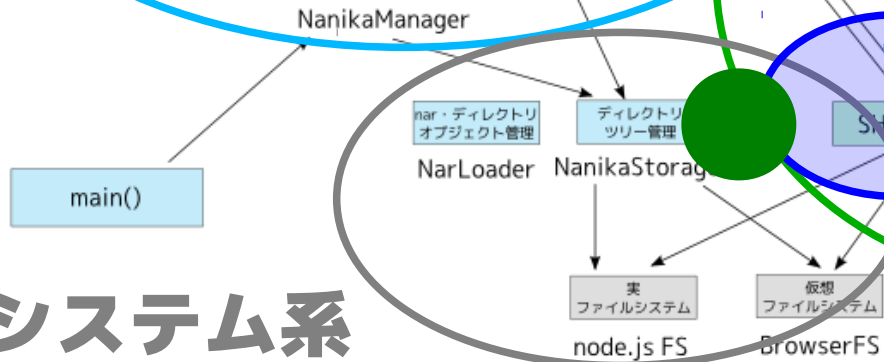 NanikaManager
nar・ディレクトリ
オブジェクト管理
ディレクトリ
ツリー管理
SH
NarLoader
NanikaStorag
main()
実
ファイルシステム
仮想
ファイルシステム
システム系
node.js FS
BrowserFS